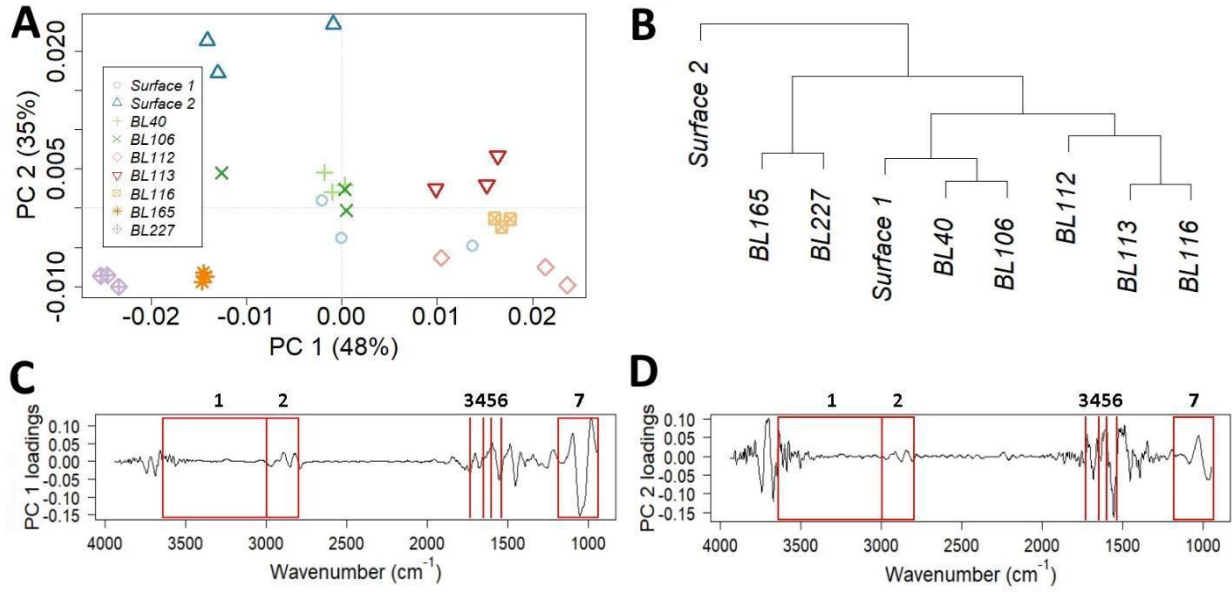 A
PC 2 (35%)
0.020
0.005
-0.010
Surface 1
Surface 2
BL40
BL106
BL112
BL113
BL116
BL165
BL227
-0.02 -0.01 0.00 0.01 0.02
PC 1 (48%)
B
Surface 2
BL165
BL227
Surface 1
BL40
BL106
BL112
BL113
BL116
C
1 2 3456 7
PC 1 loadings
0.10
0.05
0.00
-0.05
-0.15
4000 3500 3000 2500 2000 1500 1000
Wavenumber (cm-1)
D
1 2 3456 7
PC 2 loadings
0.10
0.05
0.00
-0.05
-0.15
4000 3500 3000 2500 2000 1500 1000
Wavenumber (cm-1)